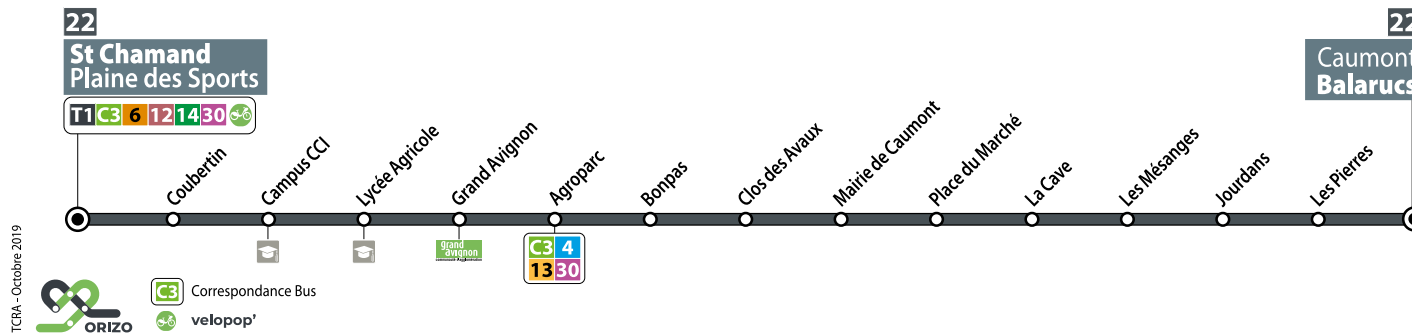 22
St Chamand
Plaine des Sports
T1 C3 6 12 14 30
22
Caumont
Balarucs
Coubertin
Campus CCI
Lycée Agricole
Grand Avignon
Agroparc
Bonpas
Clos des Avaux
Mairie de Caumont
Place du Marché
La Cave
Les Mésanges
Jourdans
Les Pierres
grand
avignon
C3 4
13 30
TCRA - Octobre 2019
ORIZO
C3 Correspondance Bus
velopop'